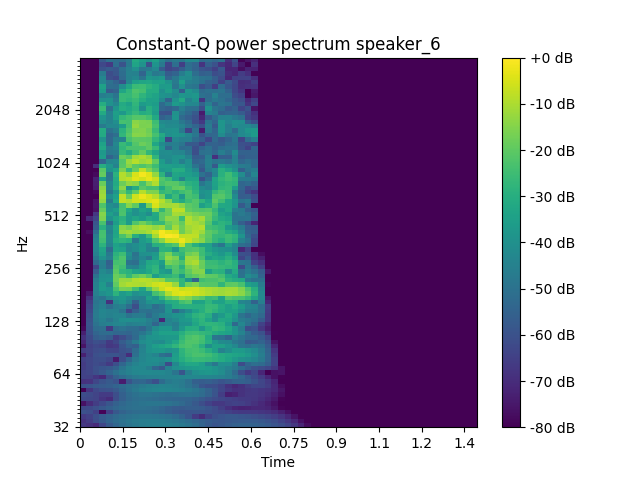 Constant-Q power spectrum speaker_6
2048
1024
512
256
128
64
32
Hz
0 0.15 0.3 0.45 0.6 0.75 0.9 1.1 1.2 1.4
Time
+0 dB
-10 dB
-20 dB
-30 dB
-40 dB
-50 dB
-60 dB
-70 dB
-80 dB